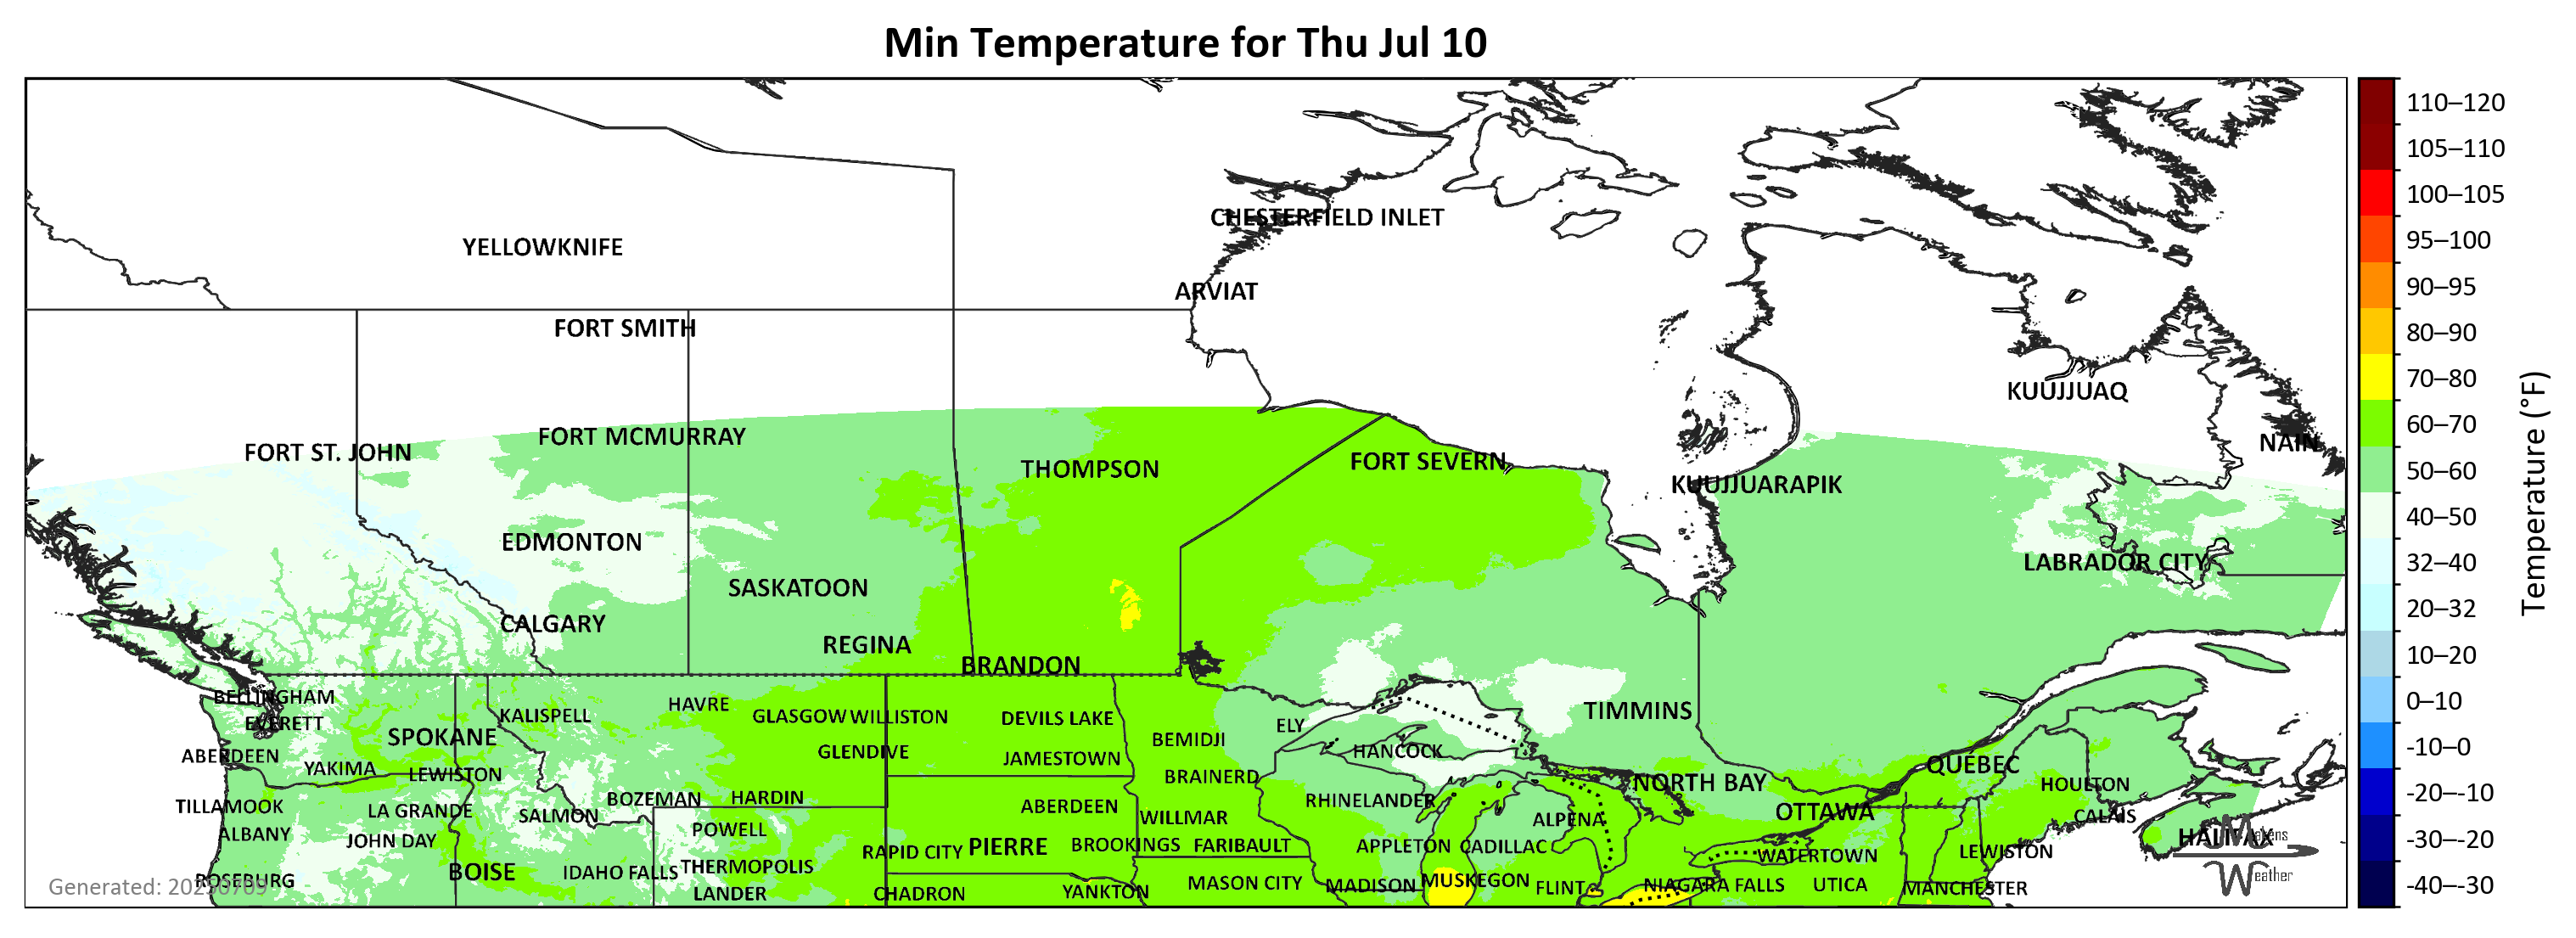 Min Temperature for Thu Jul 10
110–120
105–110
100–105
95–100
90–95
80–90
70–80
60–70
50–60
40–50
32–40
20–32
10–20
0–10
-10–0
-20–-10
-30–-20
-40–-30
Temperature (°F)
CHESTERFIELD INLET
YELLOWKNIFE
ARVIAT
FORT SMITH
KUUJJUAQ
FORT MCMURRAY
NAIN
FORT ST. JOHN
FORT SEVERN
THOMPSON
KUUJJUARAPIK
EDMONTON
LABRADOR CITY
SASKATOON
CALGARY
REGINA
BRANDON
BELLINGHAM
HAVRE
TIMMINS
KALISPELL
GLASGOW WILLISTON
DEVILS LAKE
EVERETT
ELY
SPOKANE
BEMIDJI
HANCOCK
GLENDIVE
ABERDEEN
JAMESTOWN
QUÉBEC
YAKIMA
LEWISTON
BRAINERD
NORTH BAY
HOULTON
BOZEMAN
HARDIN
RHINELANDER
TILLAMOOK
ABERDEEN
LA GRANDE
OTTAWA
SALMON
WILLMAR
CALAIS
ALPENA
POWELL
ALBANY
HALIFAX
JOHN DAY
PIERRE
BROOKINGS
FARIBAULT
APPLETON
CADILLAC
RAPID CITY
LEWISTON
WATERTOWN
THERMOPOLIS
BOISE
IDAHO FALLS
ROSEBURG
MUSKEGON
MASON CITY
MADISON
NIAGARA FALLS
UTICA
FLINT
MANCHESTER
LANDER
CHADRON
YANKTON
Generated: 20250709
Makens
Weather